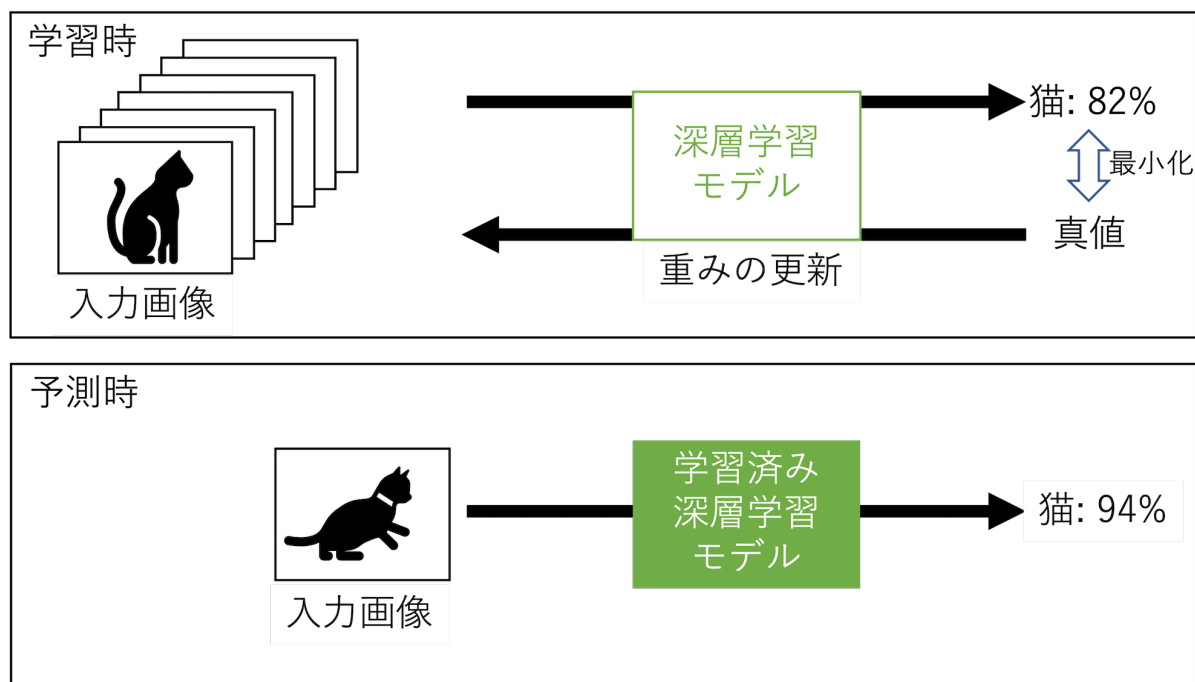 学習時
猫: 82%
深層学習
モデル
最小化
真値
重みの更新
入力画像
予測時
学習済み
深層学習
モデル
猫: 94%
入力画像